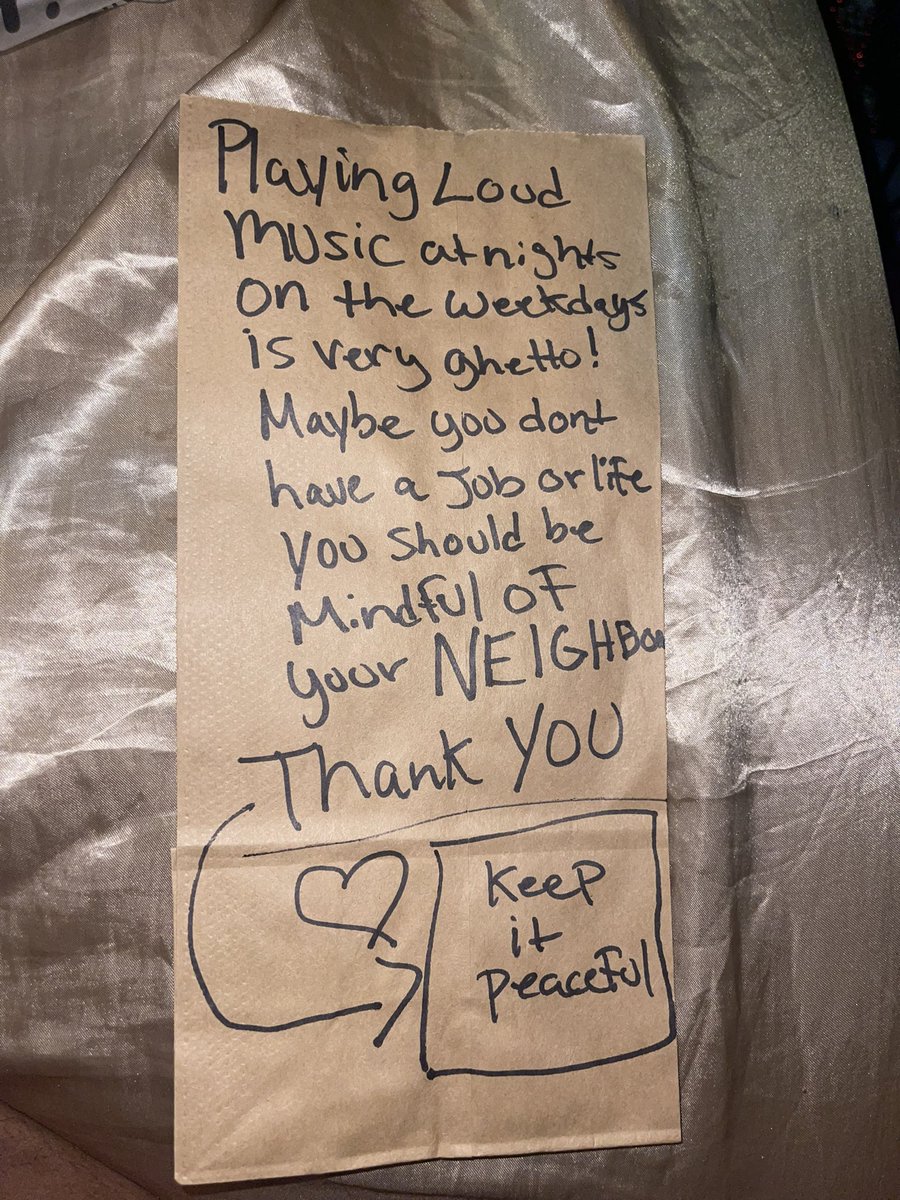 Playing Loud
Music at nights
on the weekdays
is very ghetto!
Maybe you dont
have a Job or life
you should be
Mindful of
your NEIGHBOR
Thank YOU
Keep
it
peaceful